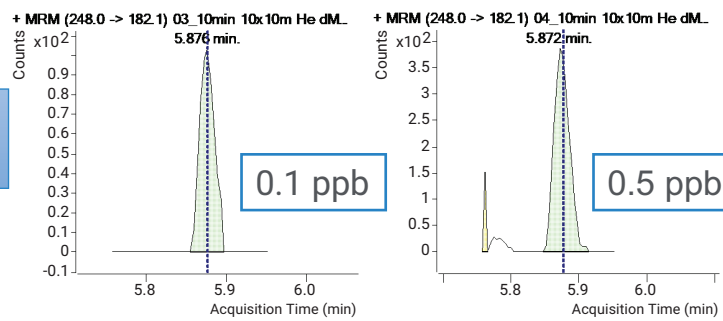 + MRM (248.0 -> 182.1) 03_10min 10x10m He dM...
Counts
x10²
5.876 min.
0.9
0.8
0.7
0.6
0.5
0.4
0.3
0.2
0.1
0
-0.1
0.1 ppb
5.8 5.9 6.0
Acquisition Time (min)
+ MRM (248.0 -> 182.1) 04_10min 10x10m He dM...
Counts
x10²
5.872 min.
3.5
3
2.5
2
1.5
1
0.5
0
0.5 ppb
5.8 5.9 6.0
Acquisition Time (min)